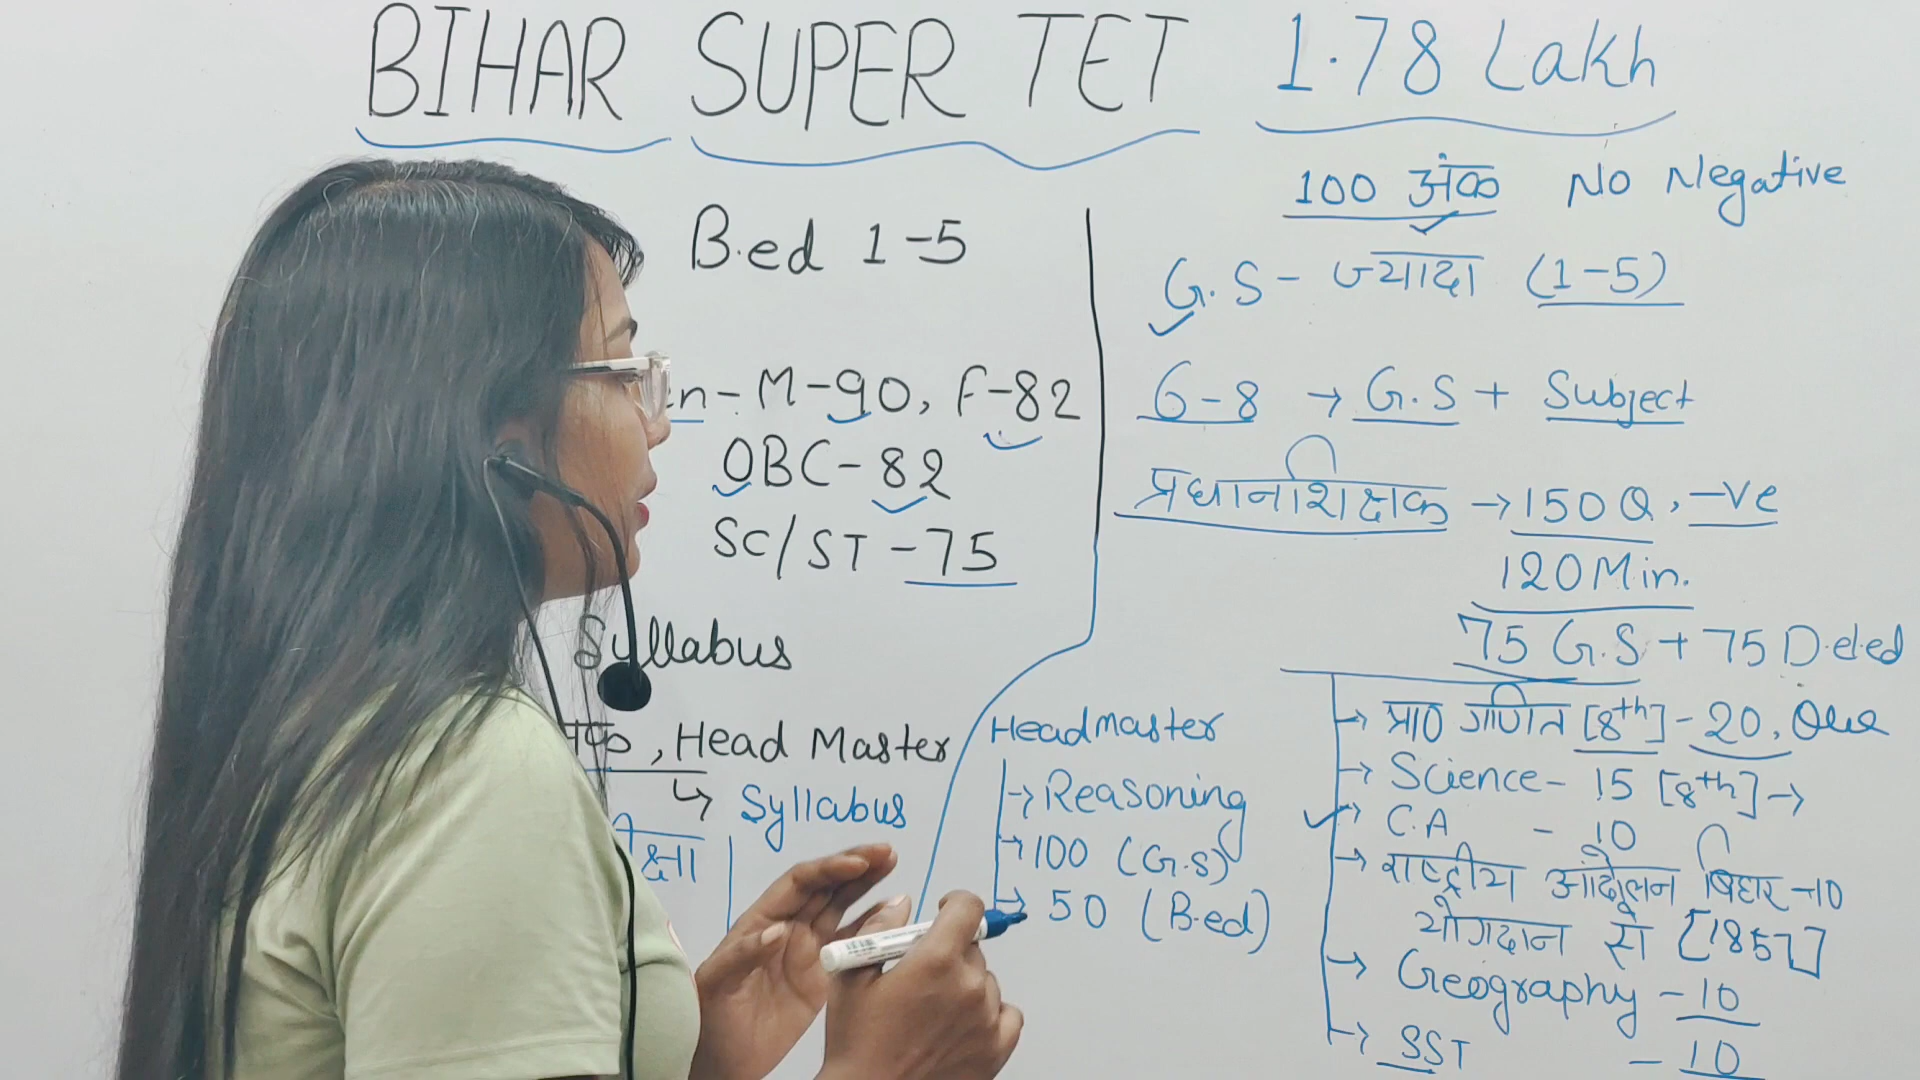 BIHAR SUPER TET 1.78 Lakh
100 अंक No Negative
B.ed 1-5
G.S - ज्यादा (1-5)
n - M-90, F-82
6-8 → G.S + Subject
OBC-82
SC/ST-75
प्रधानशिक्षक → 150 Q, -ve
120 Min.
75 G.S + 75 D.el.ed
Syllabus
, Head Master
↳ Syllabus
Headmaster
→ Reasoning
→ 100 (G.S)
→ 50 (B.ed)
→ प्रा० गणित [8th] - 20, Que
→ Science - 15 [8th] →
→ C.A - 10
→ राष्ट्रीय आंदोलन बिहार - 10
योगदान से [1857]
→ Geography - 10
→ SST - 10